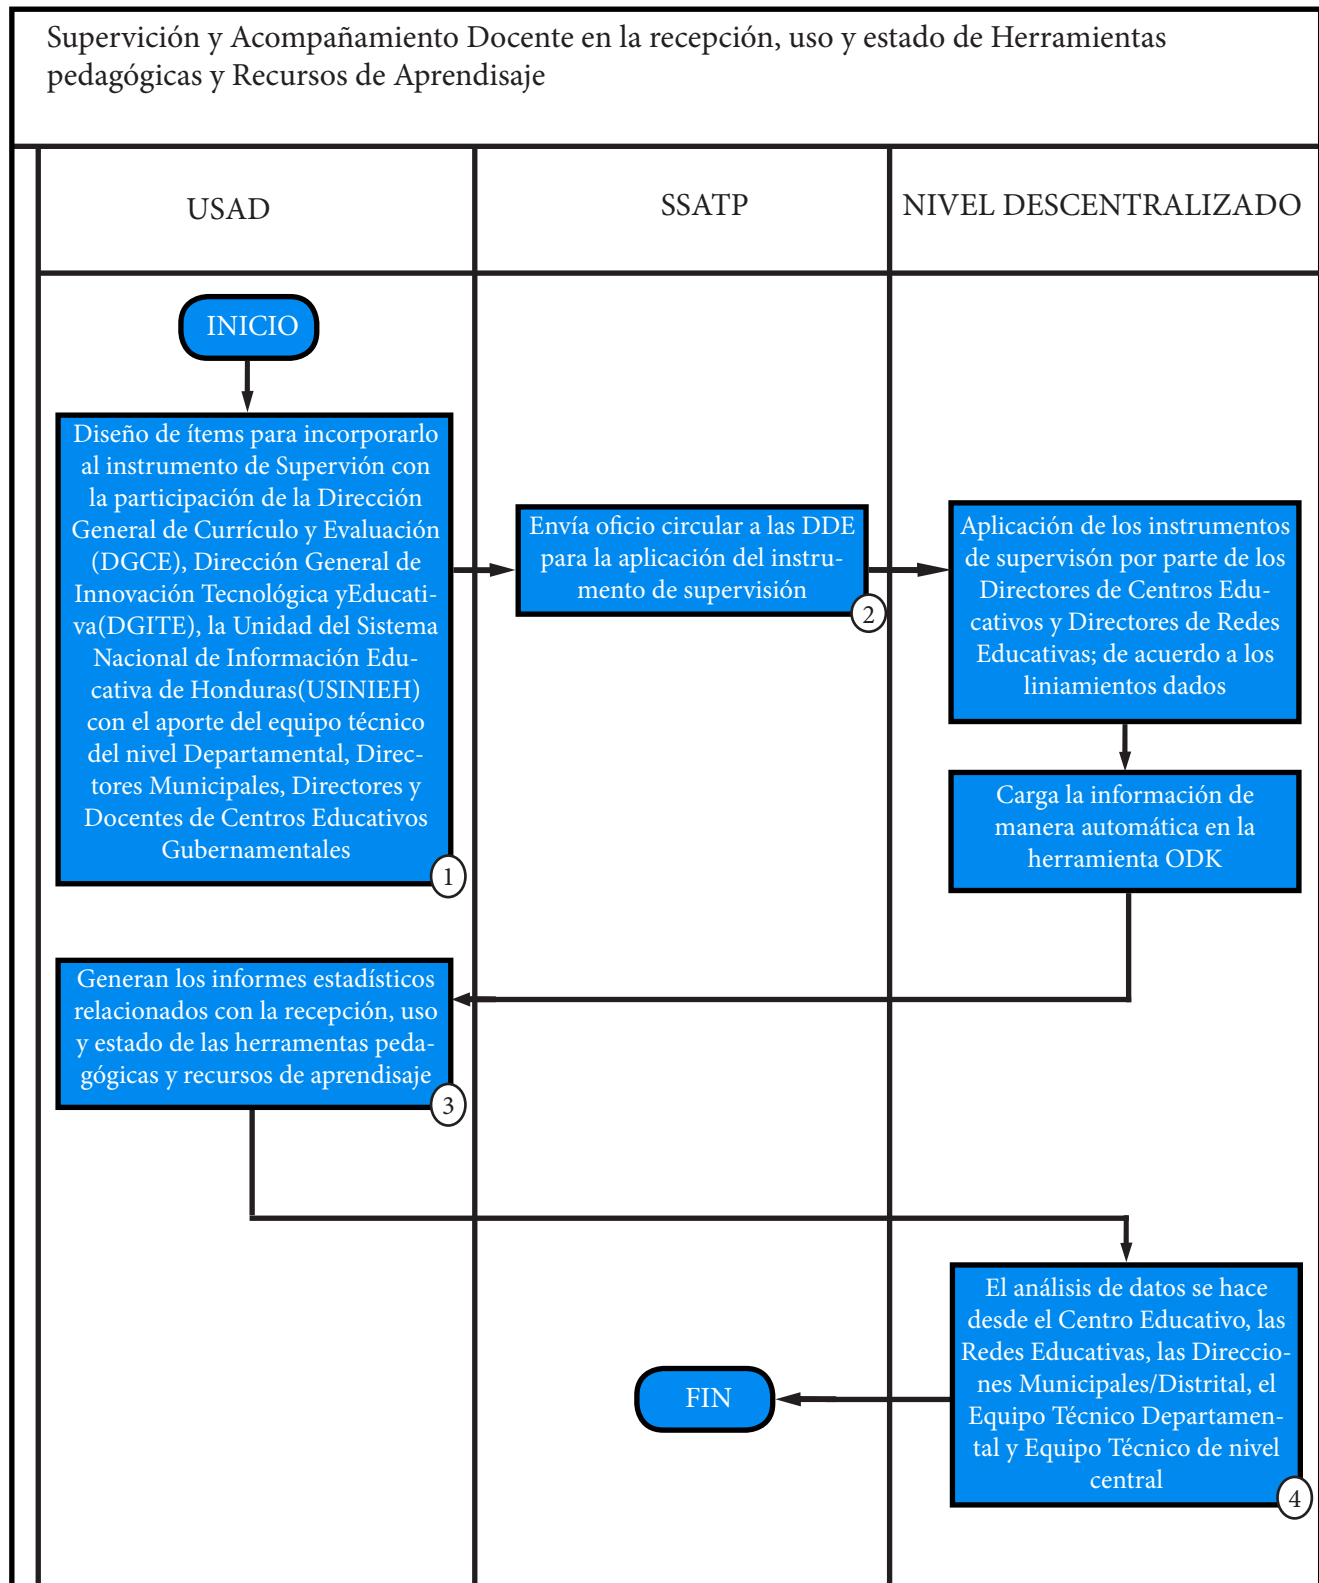 Supervición y Acompañamiento Docente en la recepción, uso y estado de Herramientas
pedagógicas y Recursos de Aprendisaje
USAD
SSATP
NIVEL DESCENTRALIZADO
INICIO
Diseño de ítems para incorporarlo
al instrumento de Supervión con
la participación de la Dirección
General de Currículo y Evaluación
(DGCE), Dirección General de
Innovación Tecnológica yEducati-
va(DGITE), la Unidad del Sistema
Nacional de Información Edu-
cativa de Honduras(USINIEH)
con el aporte del equipo técnico
del nivel Departamental, Direc-
tores Municipales, Directores y
Docentes de Centros Educativos
Gubernamentales
1
Envía oficio circular a las DDE
para la aplicación del instru-
mento de supervisión
2
Aplicación de los instrumentos
de supervisón por parte de los
Directores de Centros Edu-
cativos y Directores de Redes
Educativas; de acuerdo a los
liniamientos dados
Carga la información de
manera automática en la
herramienta ODK
Generan los informes estadísticos
relacionados con la recepción, uso
y estado de las herramentas peda-
gógicas y recursos de aprendisaje
3
El análisis de datos se hace
desde el Centro Educativo, las
Redes Educativas, las Direccio-
nes Municipales/Distrital, el
Equipo Técnico Departamen-
tal y Equipo Técnico de nivel
central
4
FIN